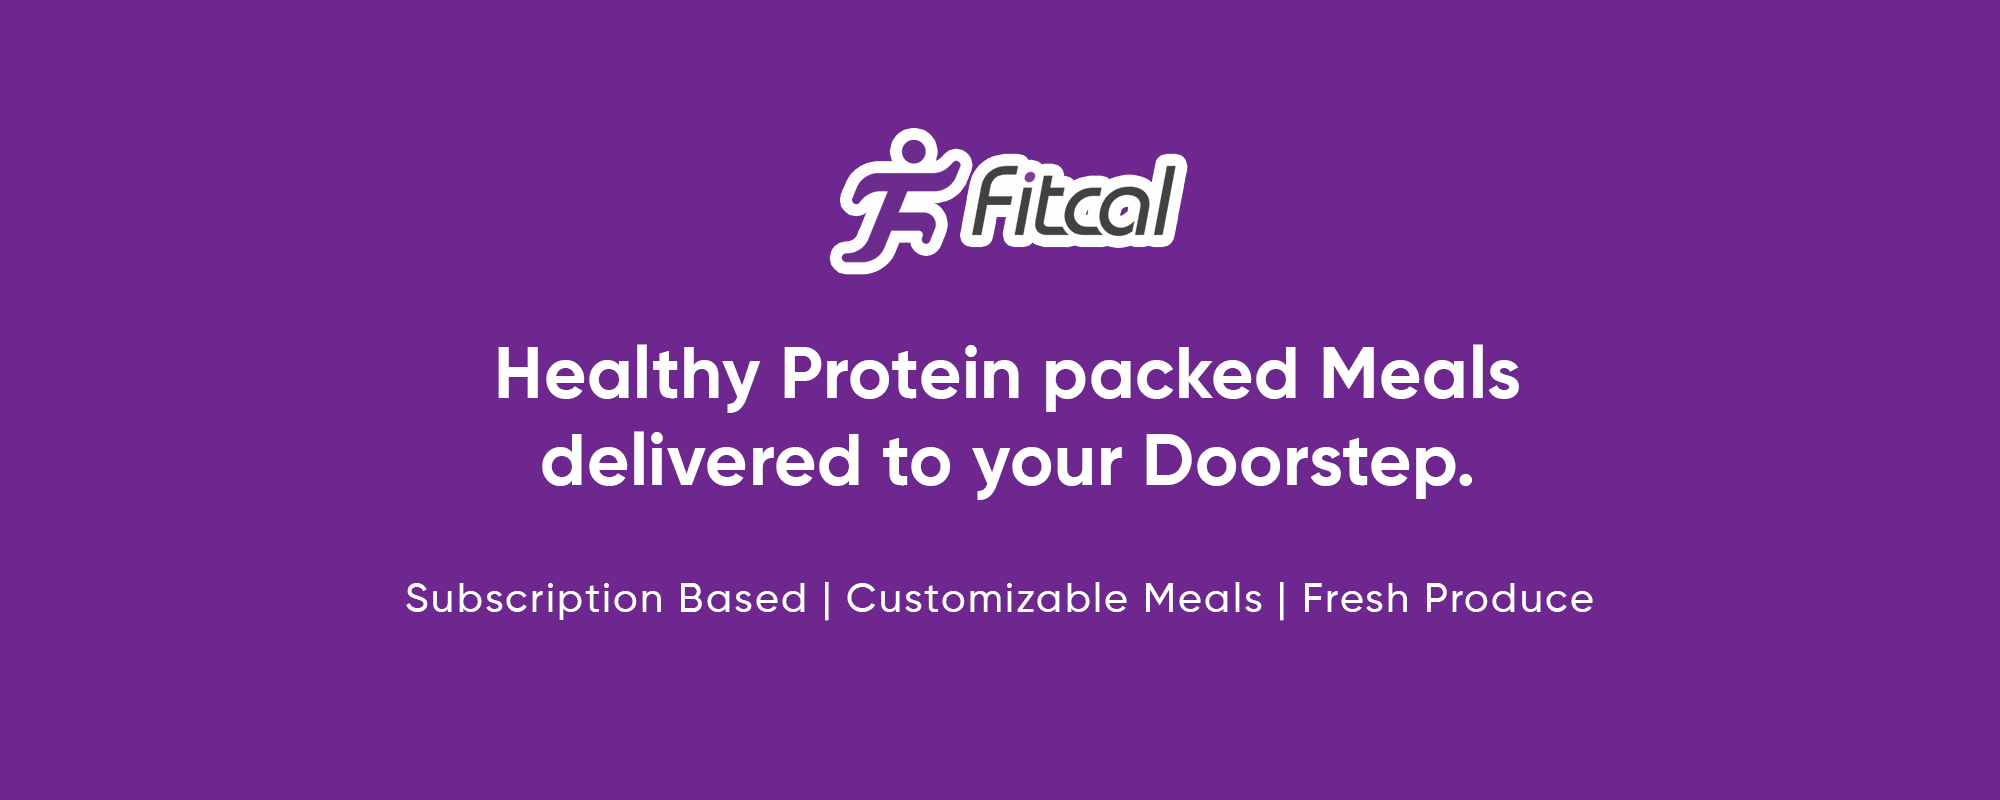 Fitcal
Healthy Protein packed Meals
delivered to your Doorstep.
Subscription Based | Customizable Meals | Fresh Produce